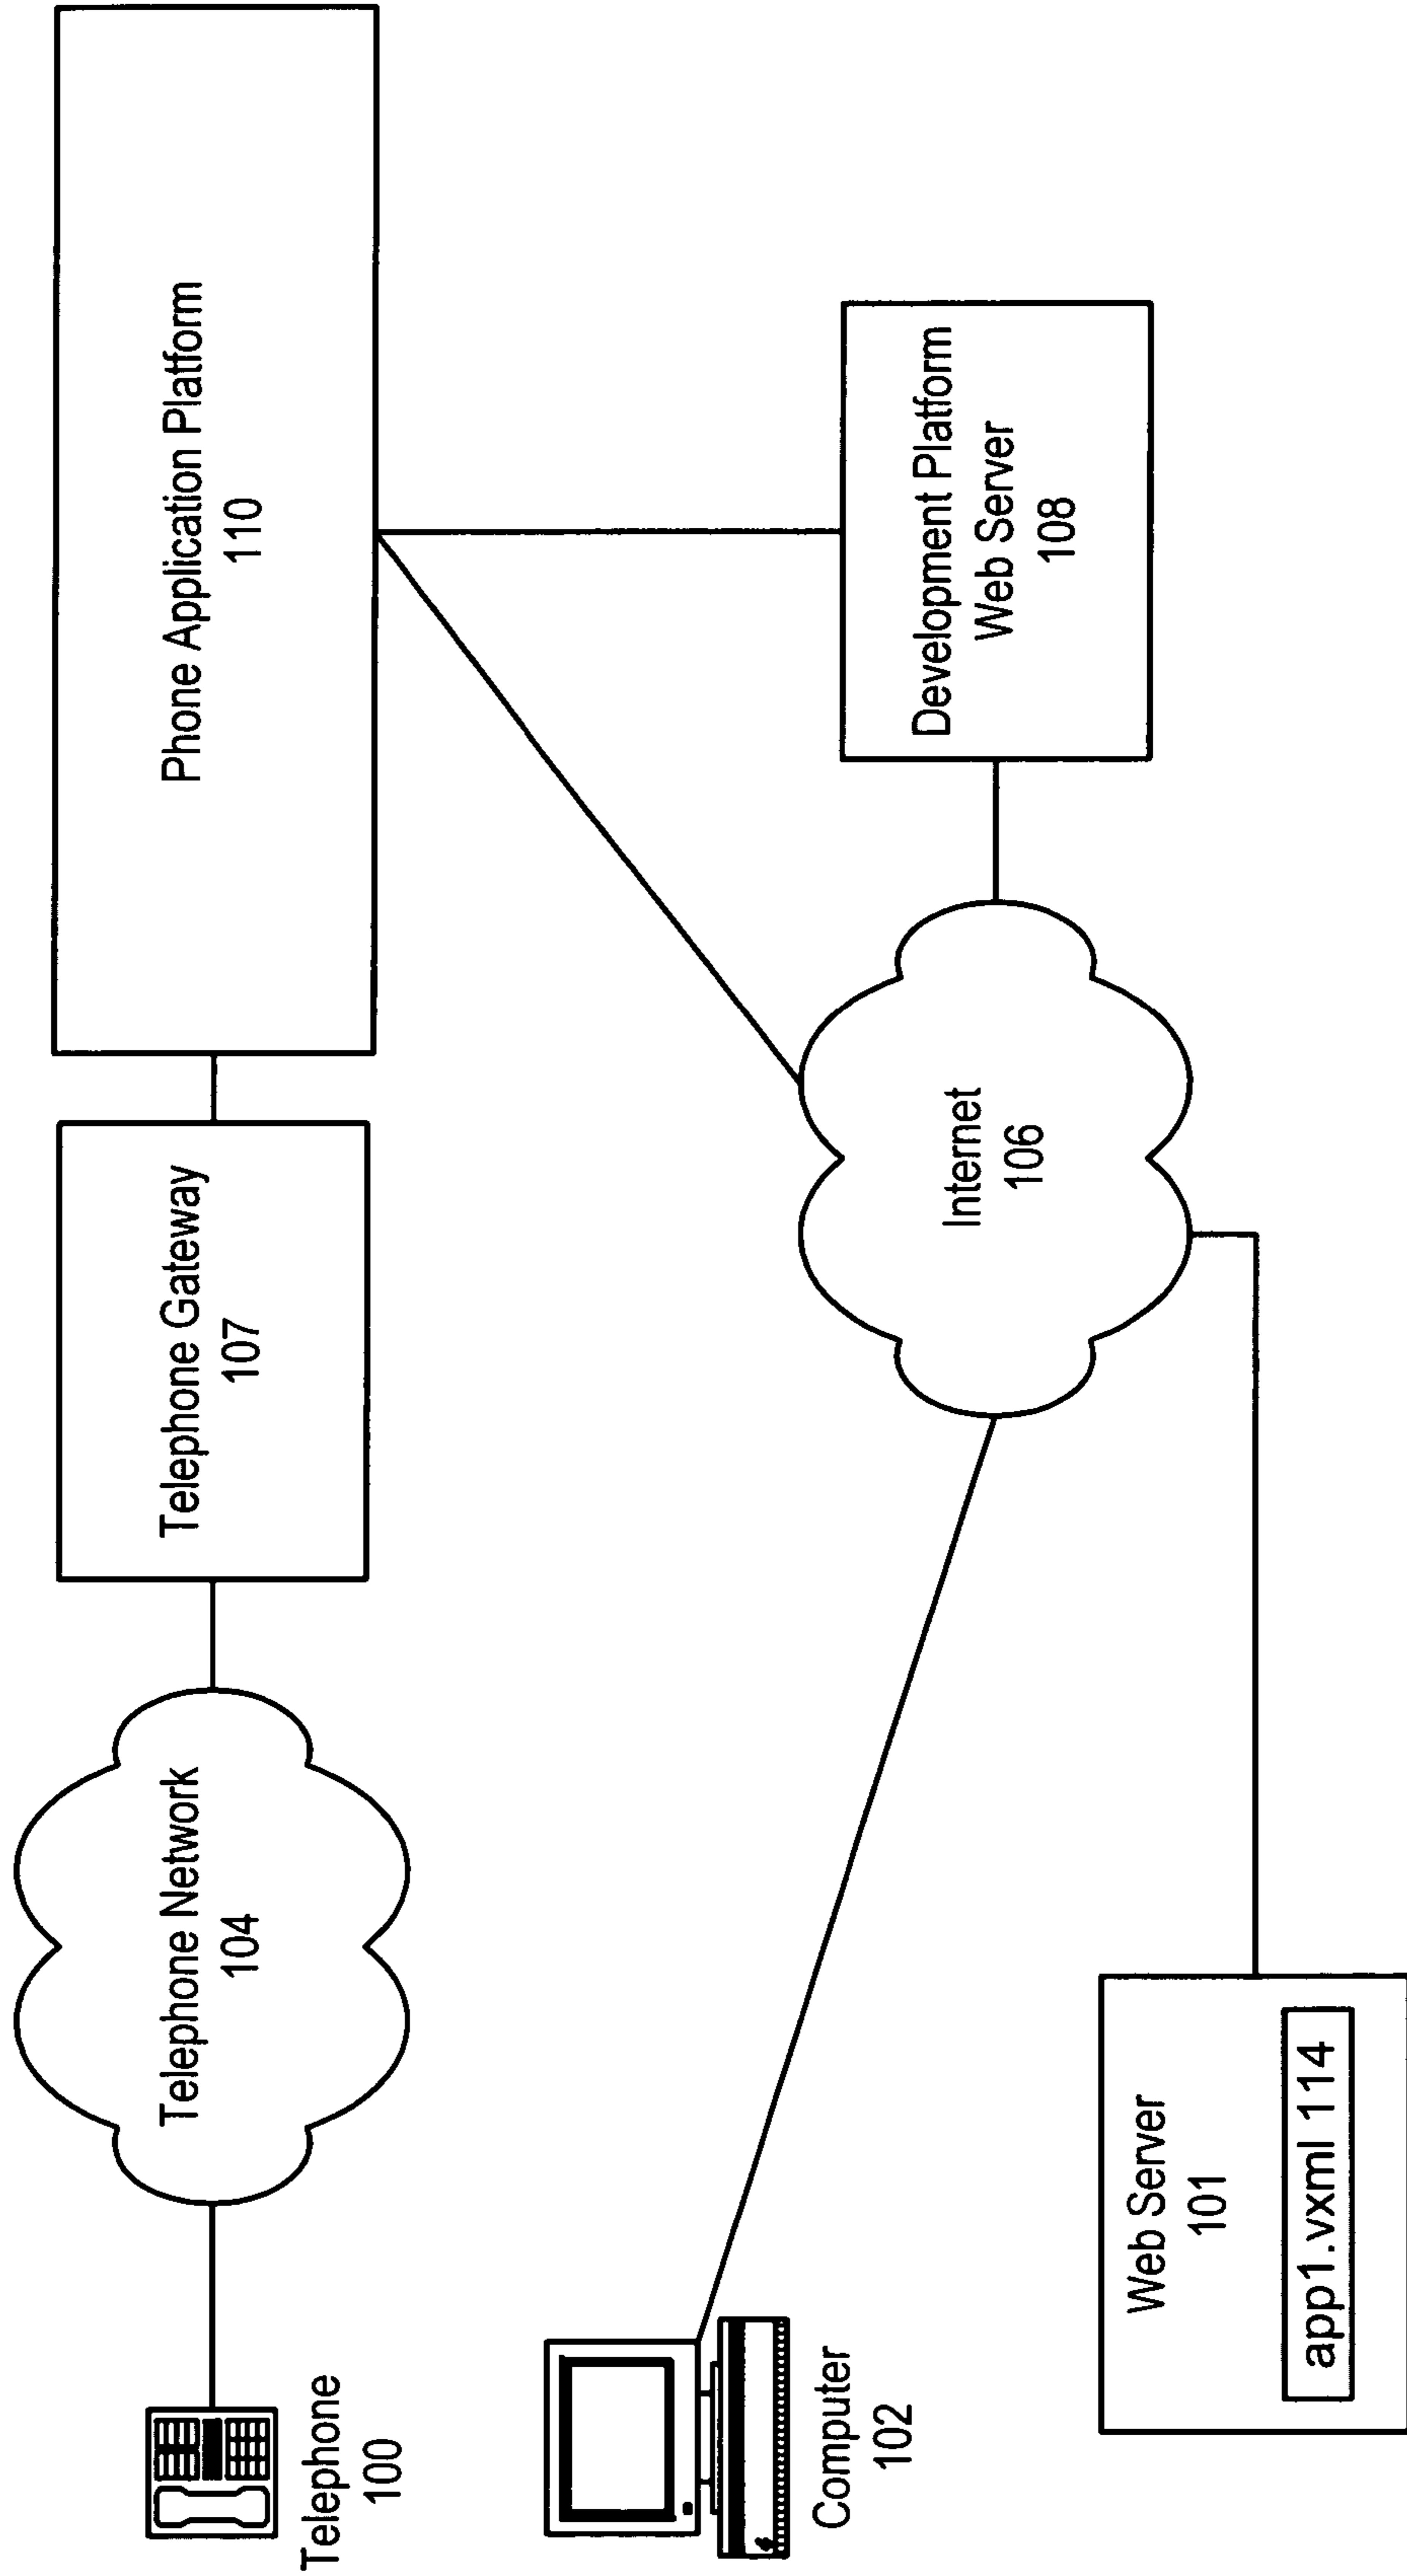 Telephone
100
Telephone Network
104
Telephone Gateway
107
Phone Application Platform
110
Computer
102
Internet
106
Development Platform
Web Server
108
Web Server
101
app1.vxml 114